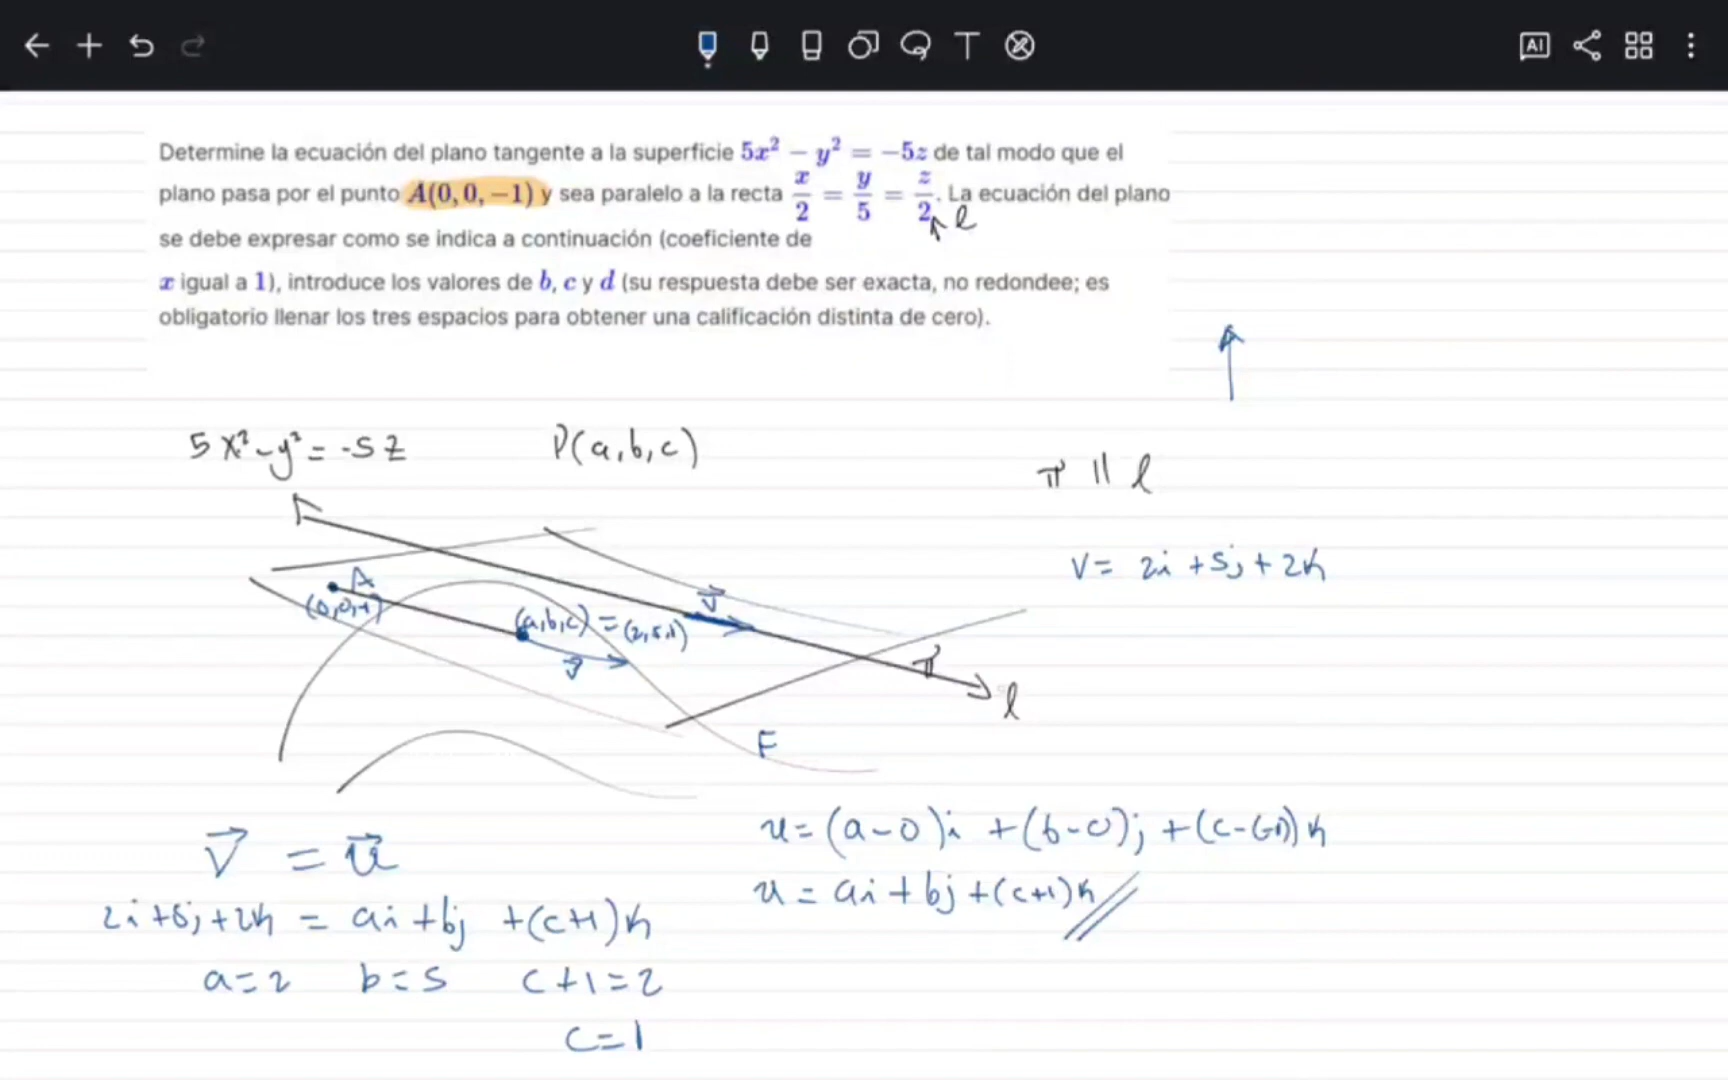 AI
Determine la ecuación del plano tangente a la superficie 5x² − y² = −5z de tal modo que el
plano pasa por el punto A(0, 0, −1) y sea paralelo a la recta x/2 = y/5 = z/2. La ecuación del plano
l
se debe expresar como se indica a continuación (coeficiente de
x igual a 1), introduce los valores de b, c y d (su respuesta debe ser exacta, no redondee; es
obligatorio llenar los tres espacios para obtener una calificación distinta de cero).
5x² - y² = -5z P(a,b,c)
π || l
v = 2i + 5j + 2k
A
(0,0,-1)
(a,b,c) = (2,5,1)
v
v
π
l
F
u = (a-0)i + (b-0)j + (c-(-1))k
v = u
u = ai + bj + (c+1)k
2i + 5j + 2k = ai + bj + (c+1)k
a = 2 b = 5 c + 1 = 2
c = 1